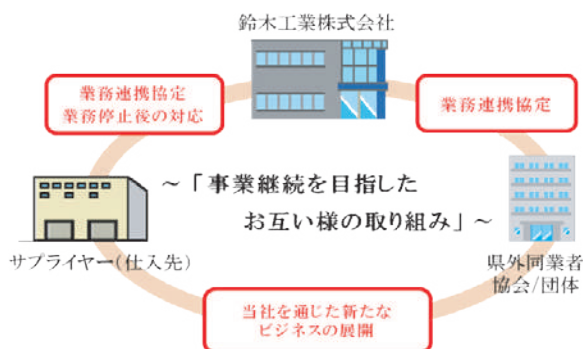 鈴木工業株式会社
業務連携協定
業務停止後の対応
業務連携協定
～「事業継続を目指した
お互い様の取り組み」～
サプライヤー(仕入先)
県外同業者
協会/団体
当社を通じた新たな
ビジネスの展開